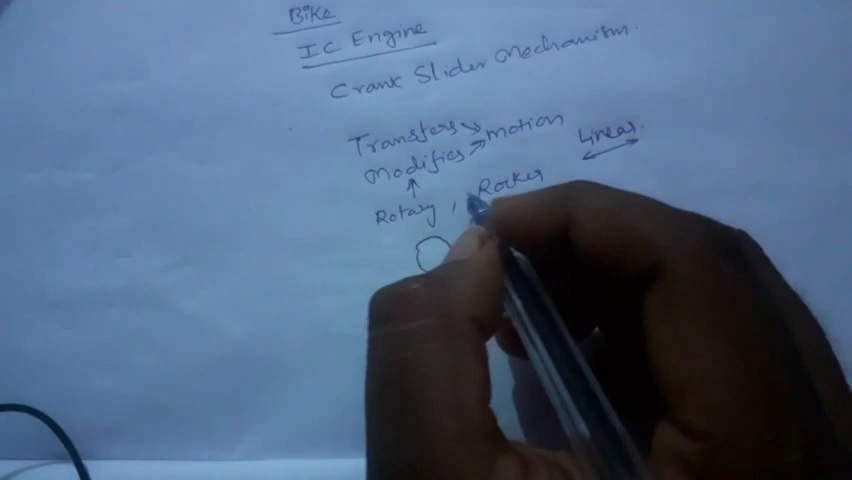 Bike
IC Engine
Crank Slider Mechanism.
Transfers motion
Modifies
Linear.
Rotary, Rocker